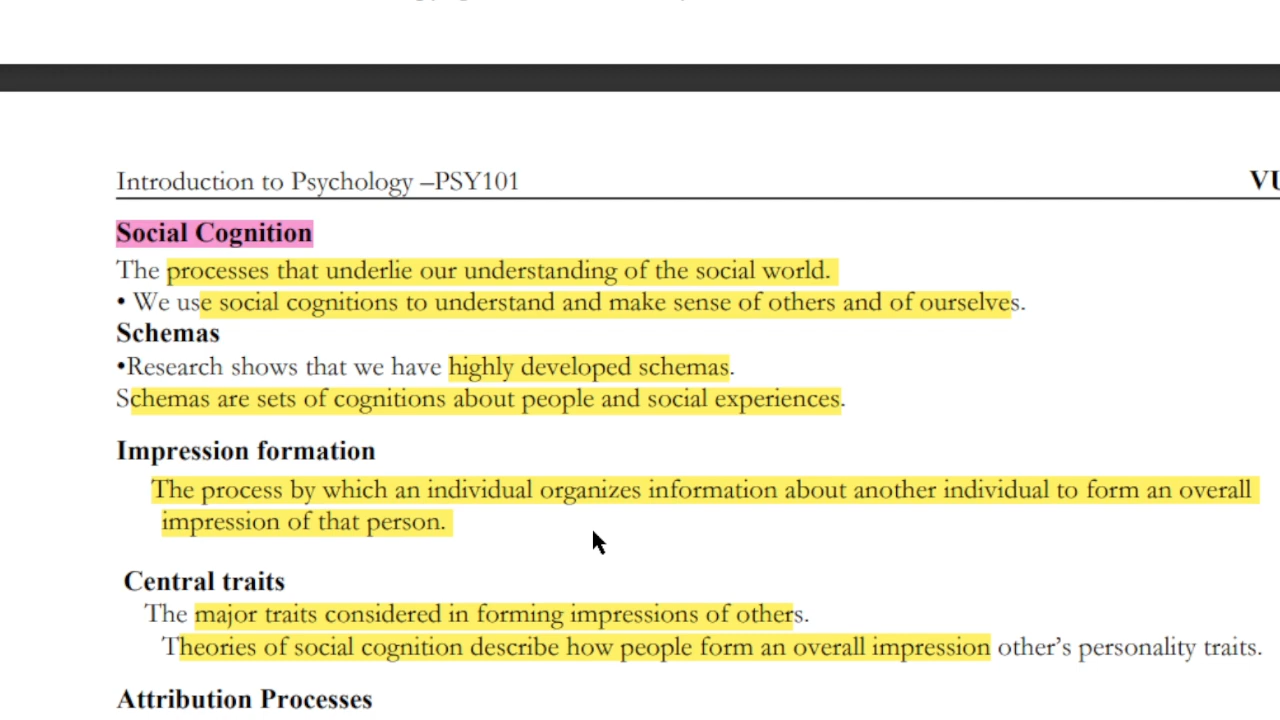 Introduction to Psychology –PSY101 VU
Social Cognition
The processes that underlie our understanding of the social world.
• We use social cognitions to understand and make sense of others and of ourselves.
Schemas
•Research shows that we have highly developed schemas.
Schemas are sets of cognitions about people and social experiences.
Impression formation
The process by which an individual organizes information about another individual to form an overall
impression of that person.
Central traits
The major traits considered in forming impressions of others.
Theories of social cognition describe how people form an overall impression other’s personality traits.
Attribution Processes